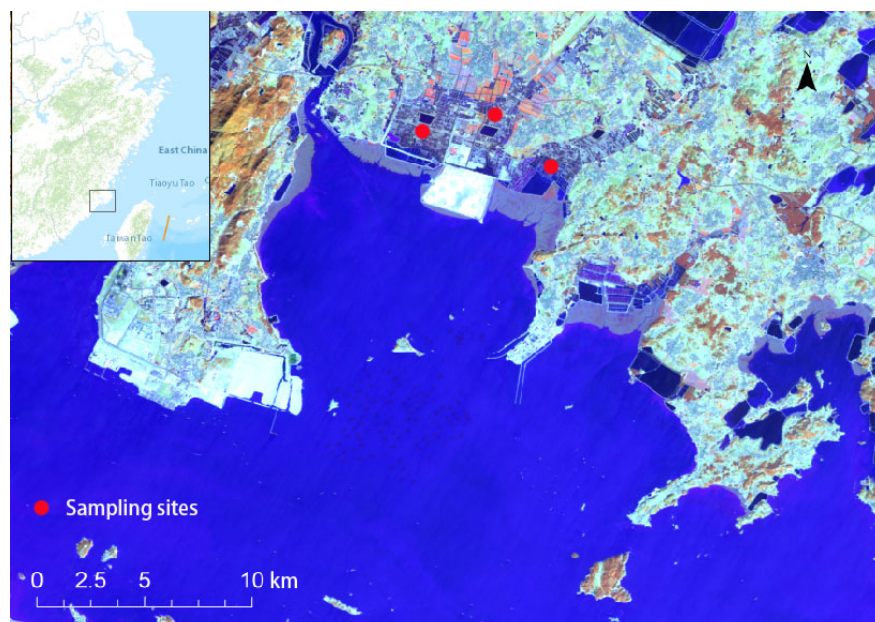 N
East China
Tiaoyu Tao
Taiwan Tao
Sampling sites
0 2.5 5 10 km